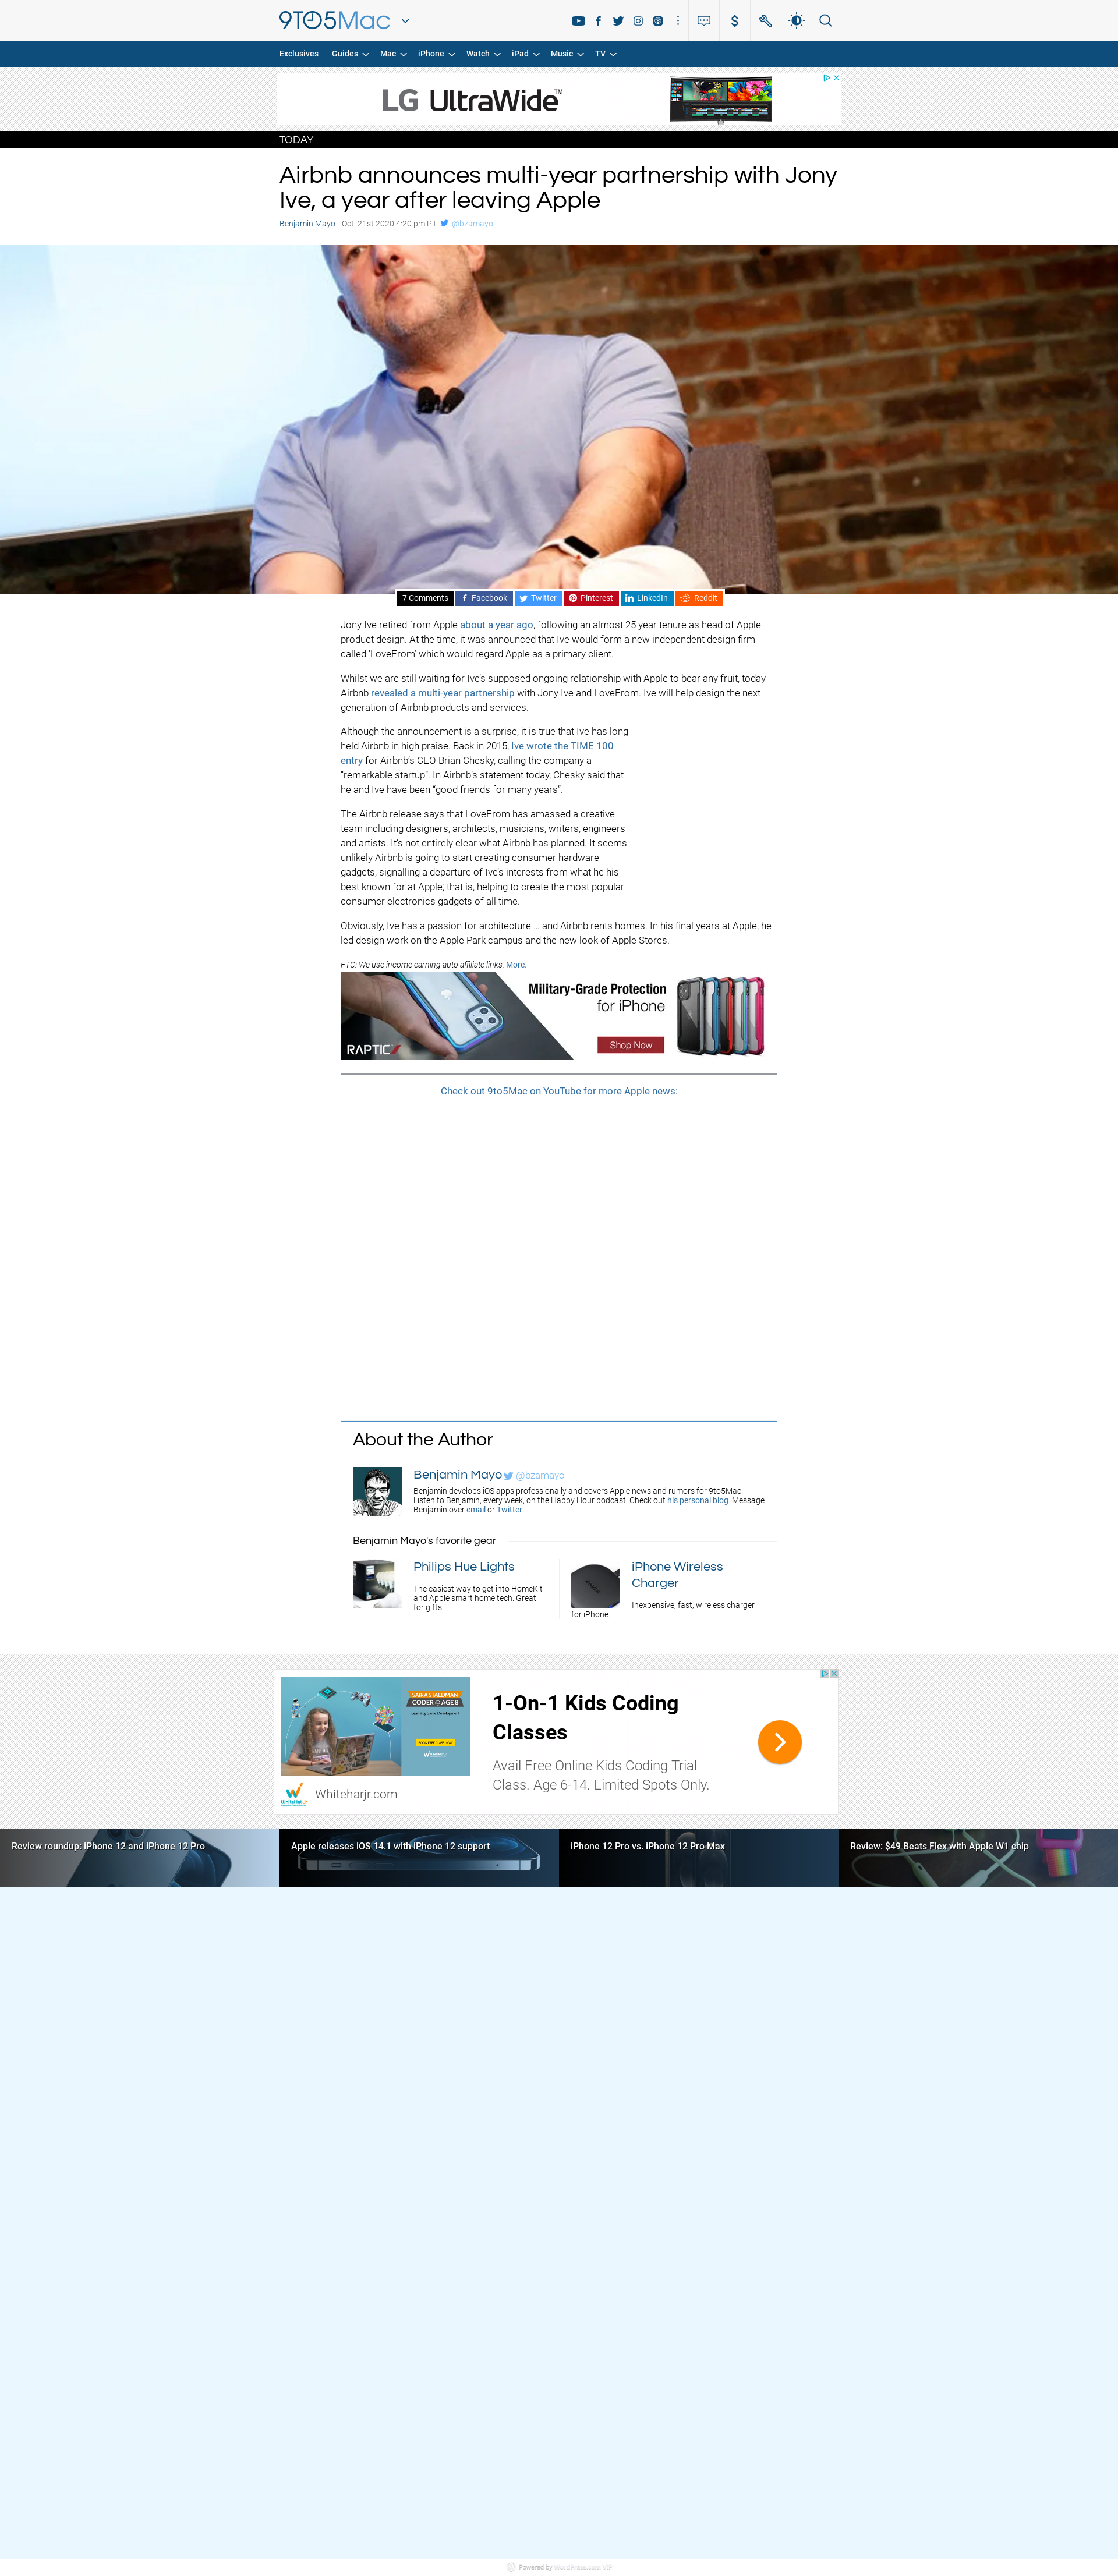 9TO5Mac
Exclusives Guides Mac iPhone Watch iPad Music TV
LG UltraWide™
TODAY
Airbnb announces multi-year partnership with Jony
Ive, a year after leaving Apple
Benjamin Mayo - Oct. 21st 2020 4:20 pm PT @bzamayo
7 Comments Facebook Twitter Pinterest LinkedIn Reddit
Jony Ive retired from Apple about a year ago, following an almost 25 year tenure as head of Apple
product design. At the time, it was announced that Ive would form a new independent design firm
called ‘LoveFrom’ which would regard Apple as a primary client.
Whilst we are still waiting for Ive’s supposed ongoing relationship with Apple to bear any fruit, today
Airbnb revealed a multi-year partnership with Jony Ive and LoveFrom. Ive will help design the next
generation of Airbnb products and services.
Although the announcement is a surprise, it is true that Ive has long
held Airbnb in high praise. Back in 2015, Ive wrote the TIME 100
entry for Airbnb’s CEO Brian Chesky, calling the company a
“remarkable startup”. In Airbnb’s statement today, Chesky said that
he and Ive have been “good friends for many years”.
The Airbnb release says that LoveFrom has amassed a creative
team including designers, architects, musicians, writers, engineers
and artists. It’s not entirely clear what Airbnb has planned. It seems
unlikely Airbnb is going to start creating consumer hardware
gadgets, signalling a departure of Ive’s interests from what he his
best known for at Apple; that is, helping to create the most popular
consumer electronics gadgets of all time.
Obviously, Ive has a passion for architecture … and Airbnb rents homes. In his final years at Apple, he
led design work on the Apple Park campus and the new look of Apple Stores.
FTC: We use income earning auto affiliate links. More.
Military-Grade Protection
for iPhone
RAPTIC
Shop Now
Check out 9to5Mac on YouTube for more Apple news:
About the Author
Benjamin Mayo @bzamayo
Benjamin develops iOS apps professionally and covers Apple news and rumors for 9to5Mac.
Listen to Benjamin, every week, on the Happy Hour podcast. Check out his personal blog. Message
Benjamin over email or Twitter.
Benjamin Mayo's favorite gear
Philips Hue Lights
The easiest way to get into HomeKit
and Apple smart home tech. Great
for gifts.
iPhone Wireless
Charger
Inexpensive, fast, wireless charger
for iPhone.
SAIRA STAEDMAN
CODER @ AGE 8
Learning Game Development
1-On-1 Kids Coding
Classes
Avail Free Online Kids Coding Trial
Class. Age 6-14. Limited Spots Only.
Whiteharjr.com
Review roundup: iPhone 12 and iPhone 12 Pro
Apple releases iOS 14.1 with iPhone 12 support
iPhone 12 Pro vs. iPhone 12 Pro Max
Review: $49 Beats Flex with Apple W1 chip
Powered by WordPress.com VIP